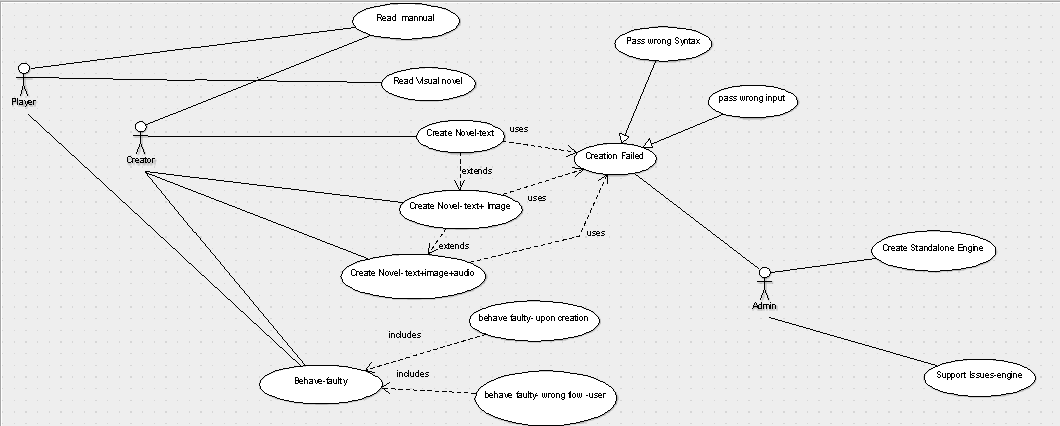 Read  mannual
Pass wrong Syntax
Player
Read Visual novel
pass wrong input
Creator
Create Novel-text
uses
Creation  Failed
extends
Create Novel- text+ Image
uses
uses
extends
Create Novel- text+image+audio
Create Standalone Engine
Admin
behave faulty- upon creation
includes
Behave-faulty
includes
behave faulty- wrong flow -user
Support Issues-engine